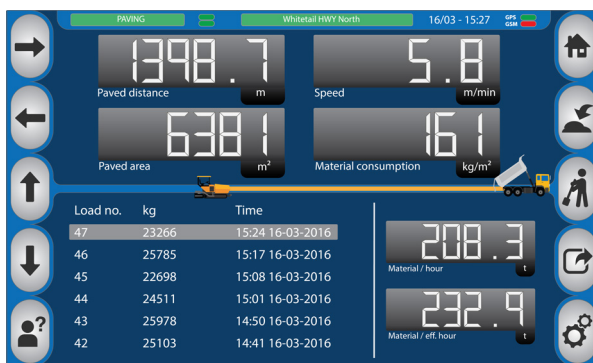 PAVING Whitetail HWY North 16/03 - 15:27 GPS
GSM
1398.7 5.8
Paved distance m Speed m/min
6381 161
Paved area m² Material consumption kg/m²
Load no. kg Time
47 23266 15:24 16-03-2016
46 25785 15:17 16-03-2016
45 22698 15:08 16-03-2016
44 24511 15:01 16-03-2016
43 25978 14:50 16-03-2016
42 25103 14:41 16-03-2016
208.3
Material / hour t
232.9
Material / eff. hour t
?